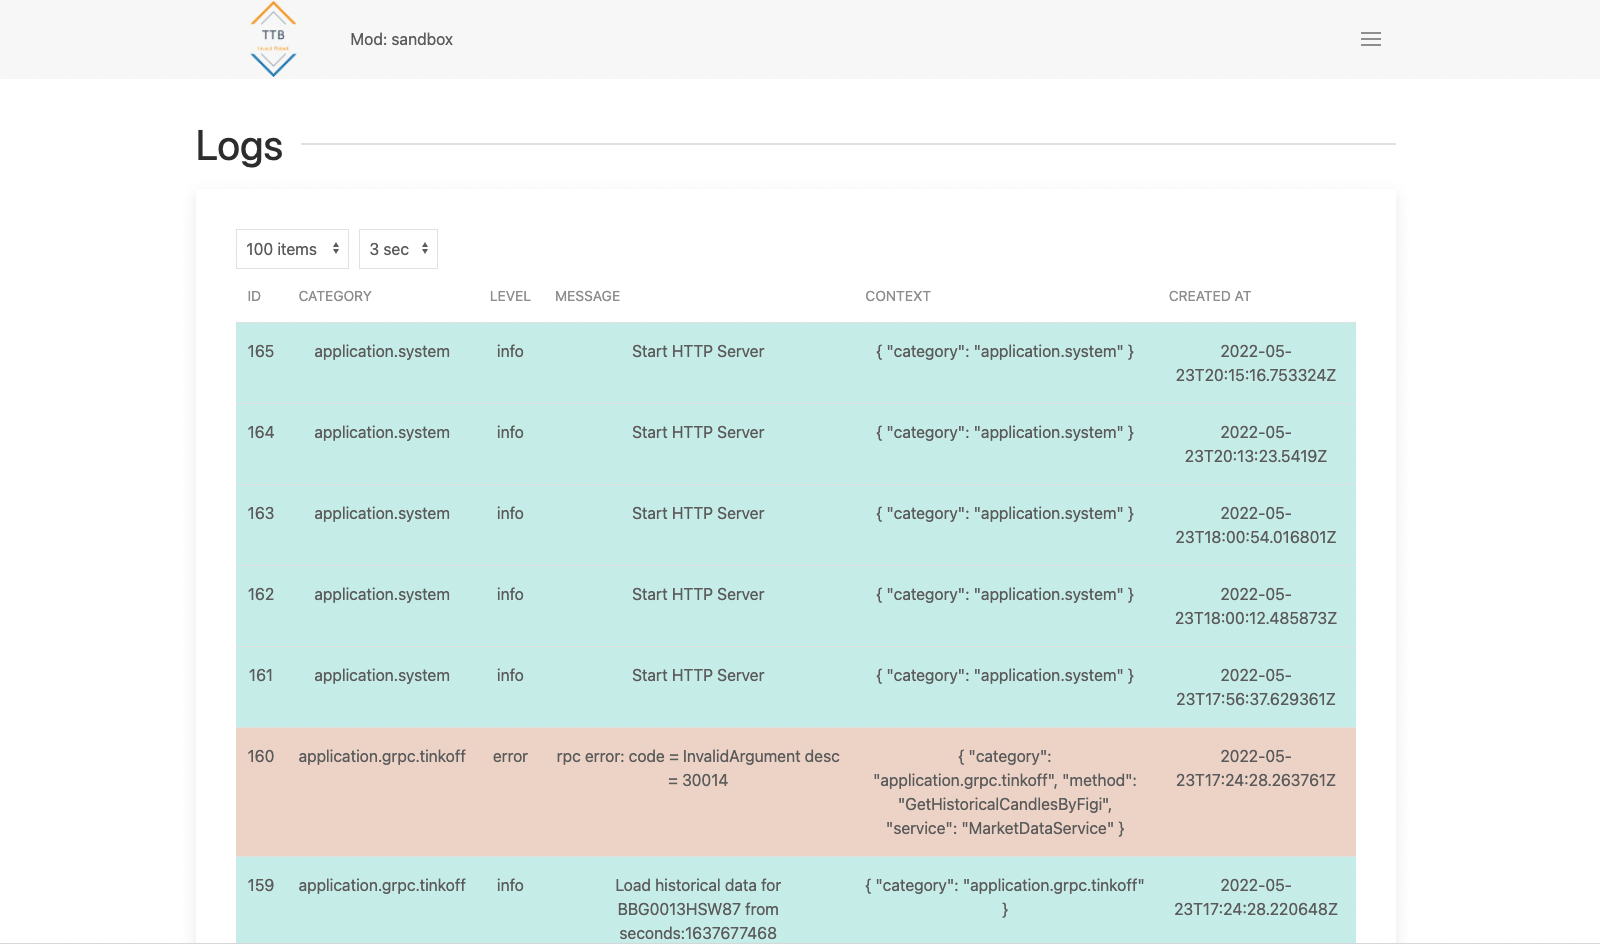 TTB
Invest Robot
Mod: sandbox
Logs
100 items
3 sec
ID CATEGORY LEVEL MESSAGE CONTEXT CREATED AT
165 application.system info Start HTTP Server { "category": "application.system" } 2022-05-
23T20:15:16.753324Z
164 application.system info Start HTTP Server { "category": "application.system" } 2022-05-
23T20:13:23.5419Z
163 application.system info Start HTTP Server { "category": "application.system" } 2022-05-
23T18:00:54.016801Z
162 application.system info Start HTTP Server { "category": "application.system" } 2022-05-
23T18:00:12.485873Z
161 application.system info Start HTTP Server { "category": "application.system" } 2022-05-
23T17:56:37.629361Z
160 application.grpc.tinkoff error rpc error: code = InvalidArgument desc { "category": 2022-05-
= 30014 "application.grpc.tinkoff", "method": 23T17:24:28.263761Z
"GetHistoricalCandlesByFigi",
"service": "MarketDataService" }
159 application.grpc.tinkoff info Load historical data for { "category": "application.grpc.tinkoff" 2022-05-
BBG0013HSW87 from } 23T17:24:28.220648Z
seconds:1637677468